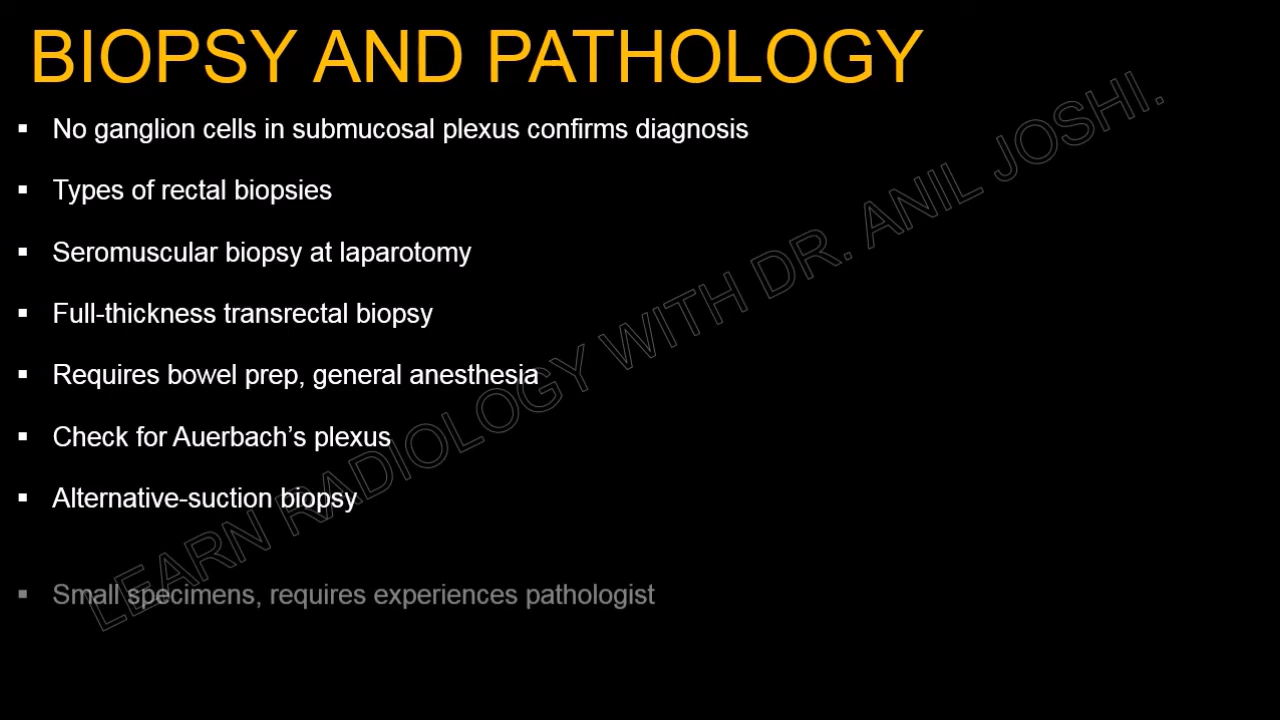 BIOPSY AND PATHOLOGY
▪ No ganglion cells in submucosal plexus confirms diagnosis
▪ Types of rectal biopsies
▪ Seromuscular biopsy at laparotomy
▪ Full-thickness transrectal biopsy
▪ Requires bowel prep, general anesthesia
▪ Check for Auerbach’s plexus
▪ Alternative-suction biopsy
▪ Small specimens, requires experiences pathologist
LEARN RADIOLOGY WITH DR. ANIL JOSHI.